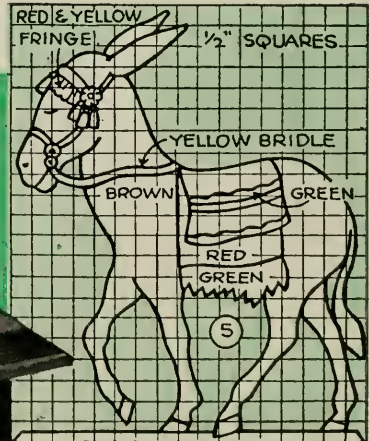 RED & YELLOW
FRINGE
1/2" SQUARES
YELLOW BRIDLE
BROWN
GREEN
RED
GREEN
5